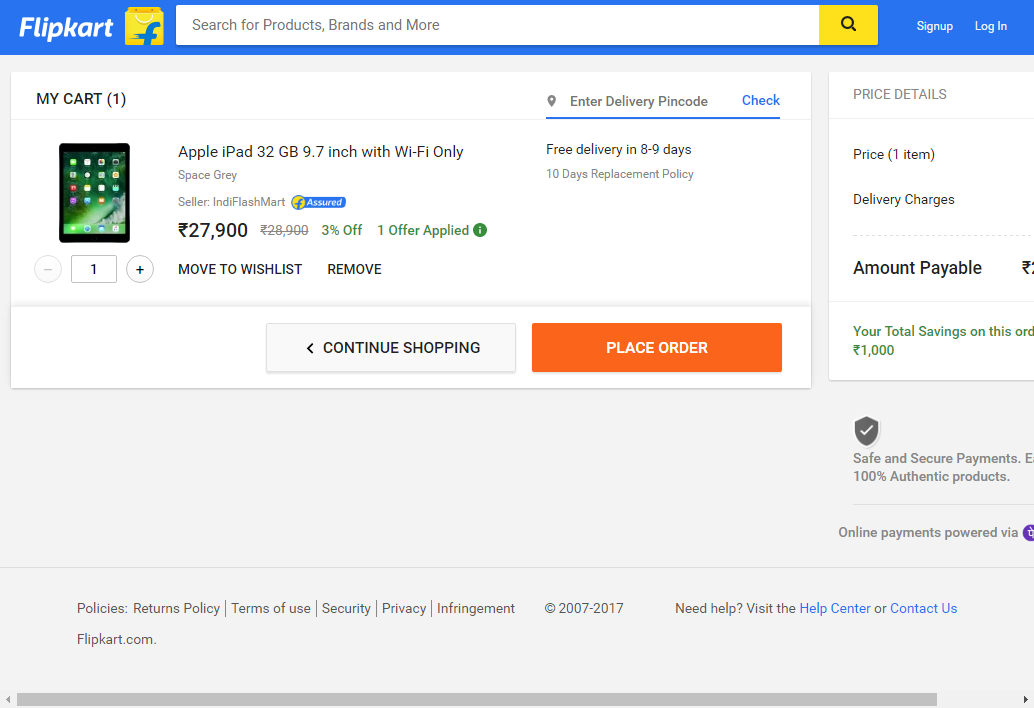 Flipkart
Search for Products, Brands and More
Signup
Log In
MY CART (1)
Enter Delivery Pincode
Check
Apple iPad 32 GB 9.7 inch with Wi-Fi Only
Space Grey
Seller: IndiFlashMart
Assured
₹27,900 ₹28,900 3% Off 1 Offer Applied
Free delivery in 8-9 days
10 Days Replacement Policy
− 1 +
MOVE TO WISHLIST
REMOVE
CONTINUE SHOPPING
PLACE ORDER
PRICE DETAILS
Price (1 item)
Delivery Charges
Amount Payable ₹2
Your Total Savings on this ord
₹1,000
Safe and Secure Payments.
100% Authentic products.
Online payments powered via
Policies: Returns Policy | Terms of use | Security | Privacy | Infringement
© 2007-2017
Need help? Visit the Help Center or Contact Us
Flipkart.com.